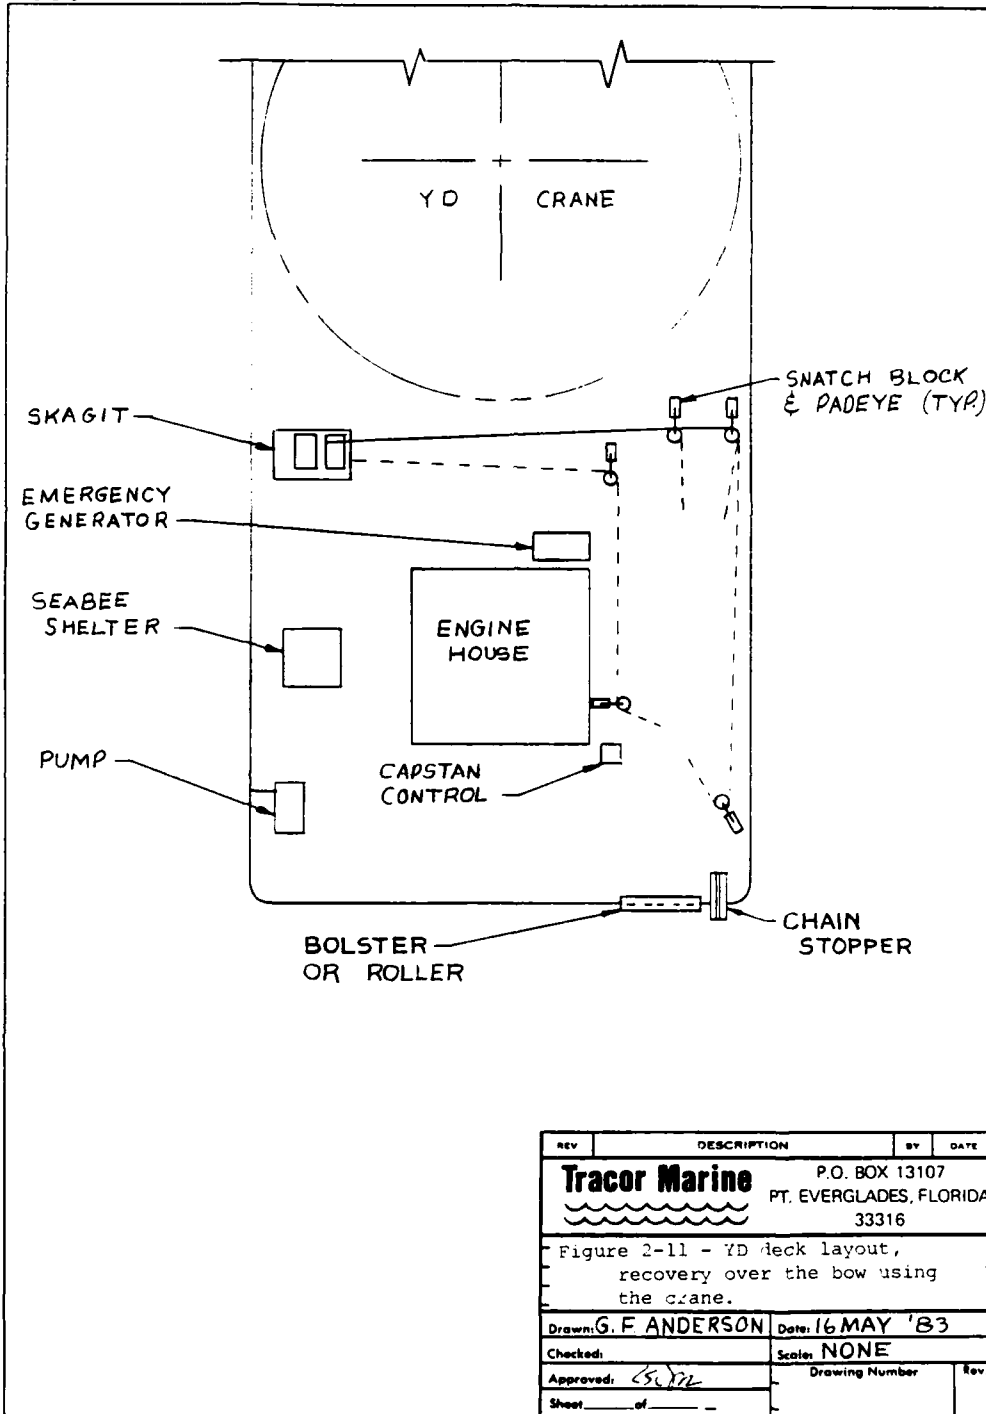 YD CRANE
SNATCH BLOCK
& PADEYE (TYP.)
SKAGIT
EMERGENCY
GENERATOR
SEABEE
SHELTER
ENGINE
HOUSE
PUMP
CAPSTAN
CONTROL
CHAIN
STOPPER
BOLSTER
OR ROLLER
REV DESCRIPTION BY DATE
Tracor Marine
P.O. BOX 13107
PT. EVERGLADES, FLORIDA
33316
Figure 2-11 - YD deck layout,
recovery over the bow using
the crane.
Drawn: G. F. ANDERSON Date: 16 MAY '83
Checked: Scale: NONE
Approved: Drawing Number Rev
Sheet of